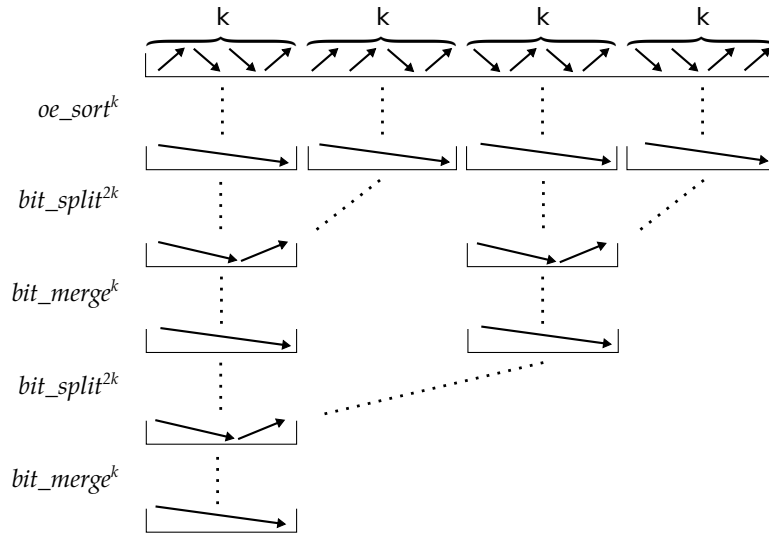 k k k k
oe_sort^k
bit_split^2k
bit_merge^k
bit_split^2k
bit_merge^k